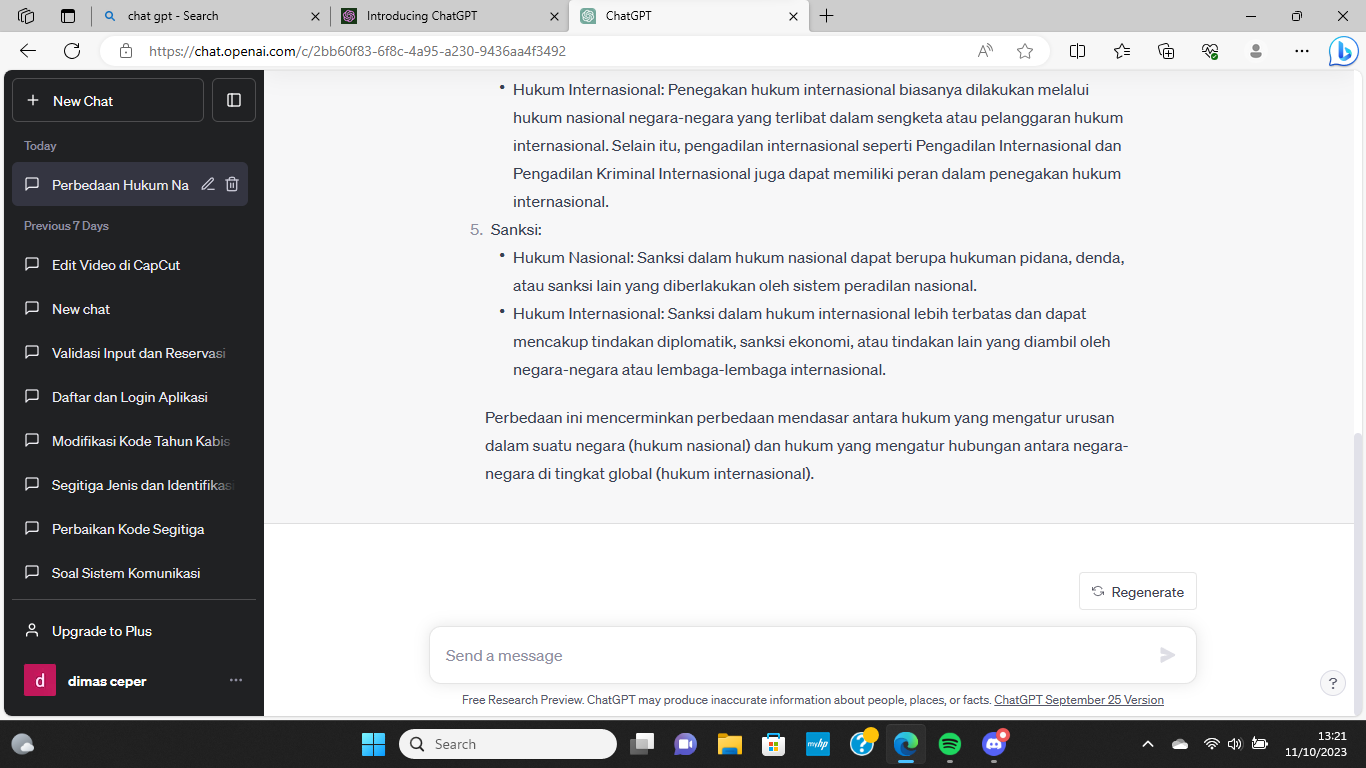 chat gpt - Search
Introducing ChatGPT
ChatGPT
https://chat.openai.com/c/2bb60f83-6f8c-4a95-a230-9436aa4f3492
New Chat
Today
Perbedaan Hukum Na
Previous 7 Days
Edit Video di CapCut
New chat
Validasi Input dan Reservasi
Daftar dan Login Aplikasi
Modifikasi Kode Tahun Kabis
Segitiga Jenis dan Identifikasi
Perbaikan Kode Segitiga
Soal Sistem Komunikasi
Upgrade to Plus
d dimas ceper
• Hukum Internasional: Penegakan hukum internasional biasanya dilakukan melalui
hukum nasional negara-negara yang terlibat dalam sengketa atau pelanggaran hukum
internasional. Selain itu, pengadilan internasional seperti Pengadilan Internasional dan
Pengadilan Kriminal Internasional juga dapat memiliki peran dalam penegakan hukum
internasional.
5. Sanksi:
• Hukum Nasional: Sanksi dalam hukum nasional dapat berupa hukuman pidana, denda,
atau sanksi lain yang diberlakukan oleh sistem peradilan nasional.
• Hukum Internasional: Sanksi dalam hukum internasional lebih terbatas dan dapat
mencakup tindakan diplomatik, sanksi ekonomi, atau tindakan lain yang diambil oleh
negara-negara atau lembaga-lembaga internasional.
Perbedaan ini mencerminkan perbedaan mendasar antara hukum yang mengatur urusan
dalam suatu negara (hukum nasional) dan hukum yang mengatur hubungan antara negara-
negara di tingkat global (hukum internasional).
Regenerate
Send a message
Free Research Preview. ChatGPT may produce inaccurate information about people, places, or facts. ChatGPT September 25 Version
?
Search
myhp
13:21
11/10/2023